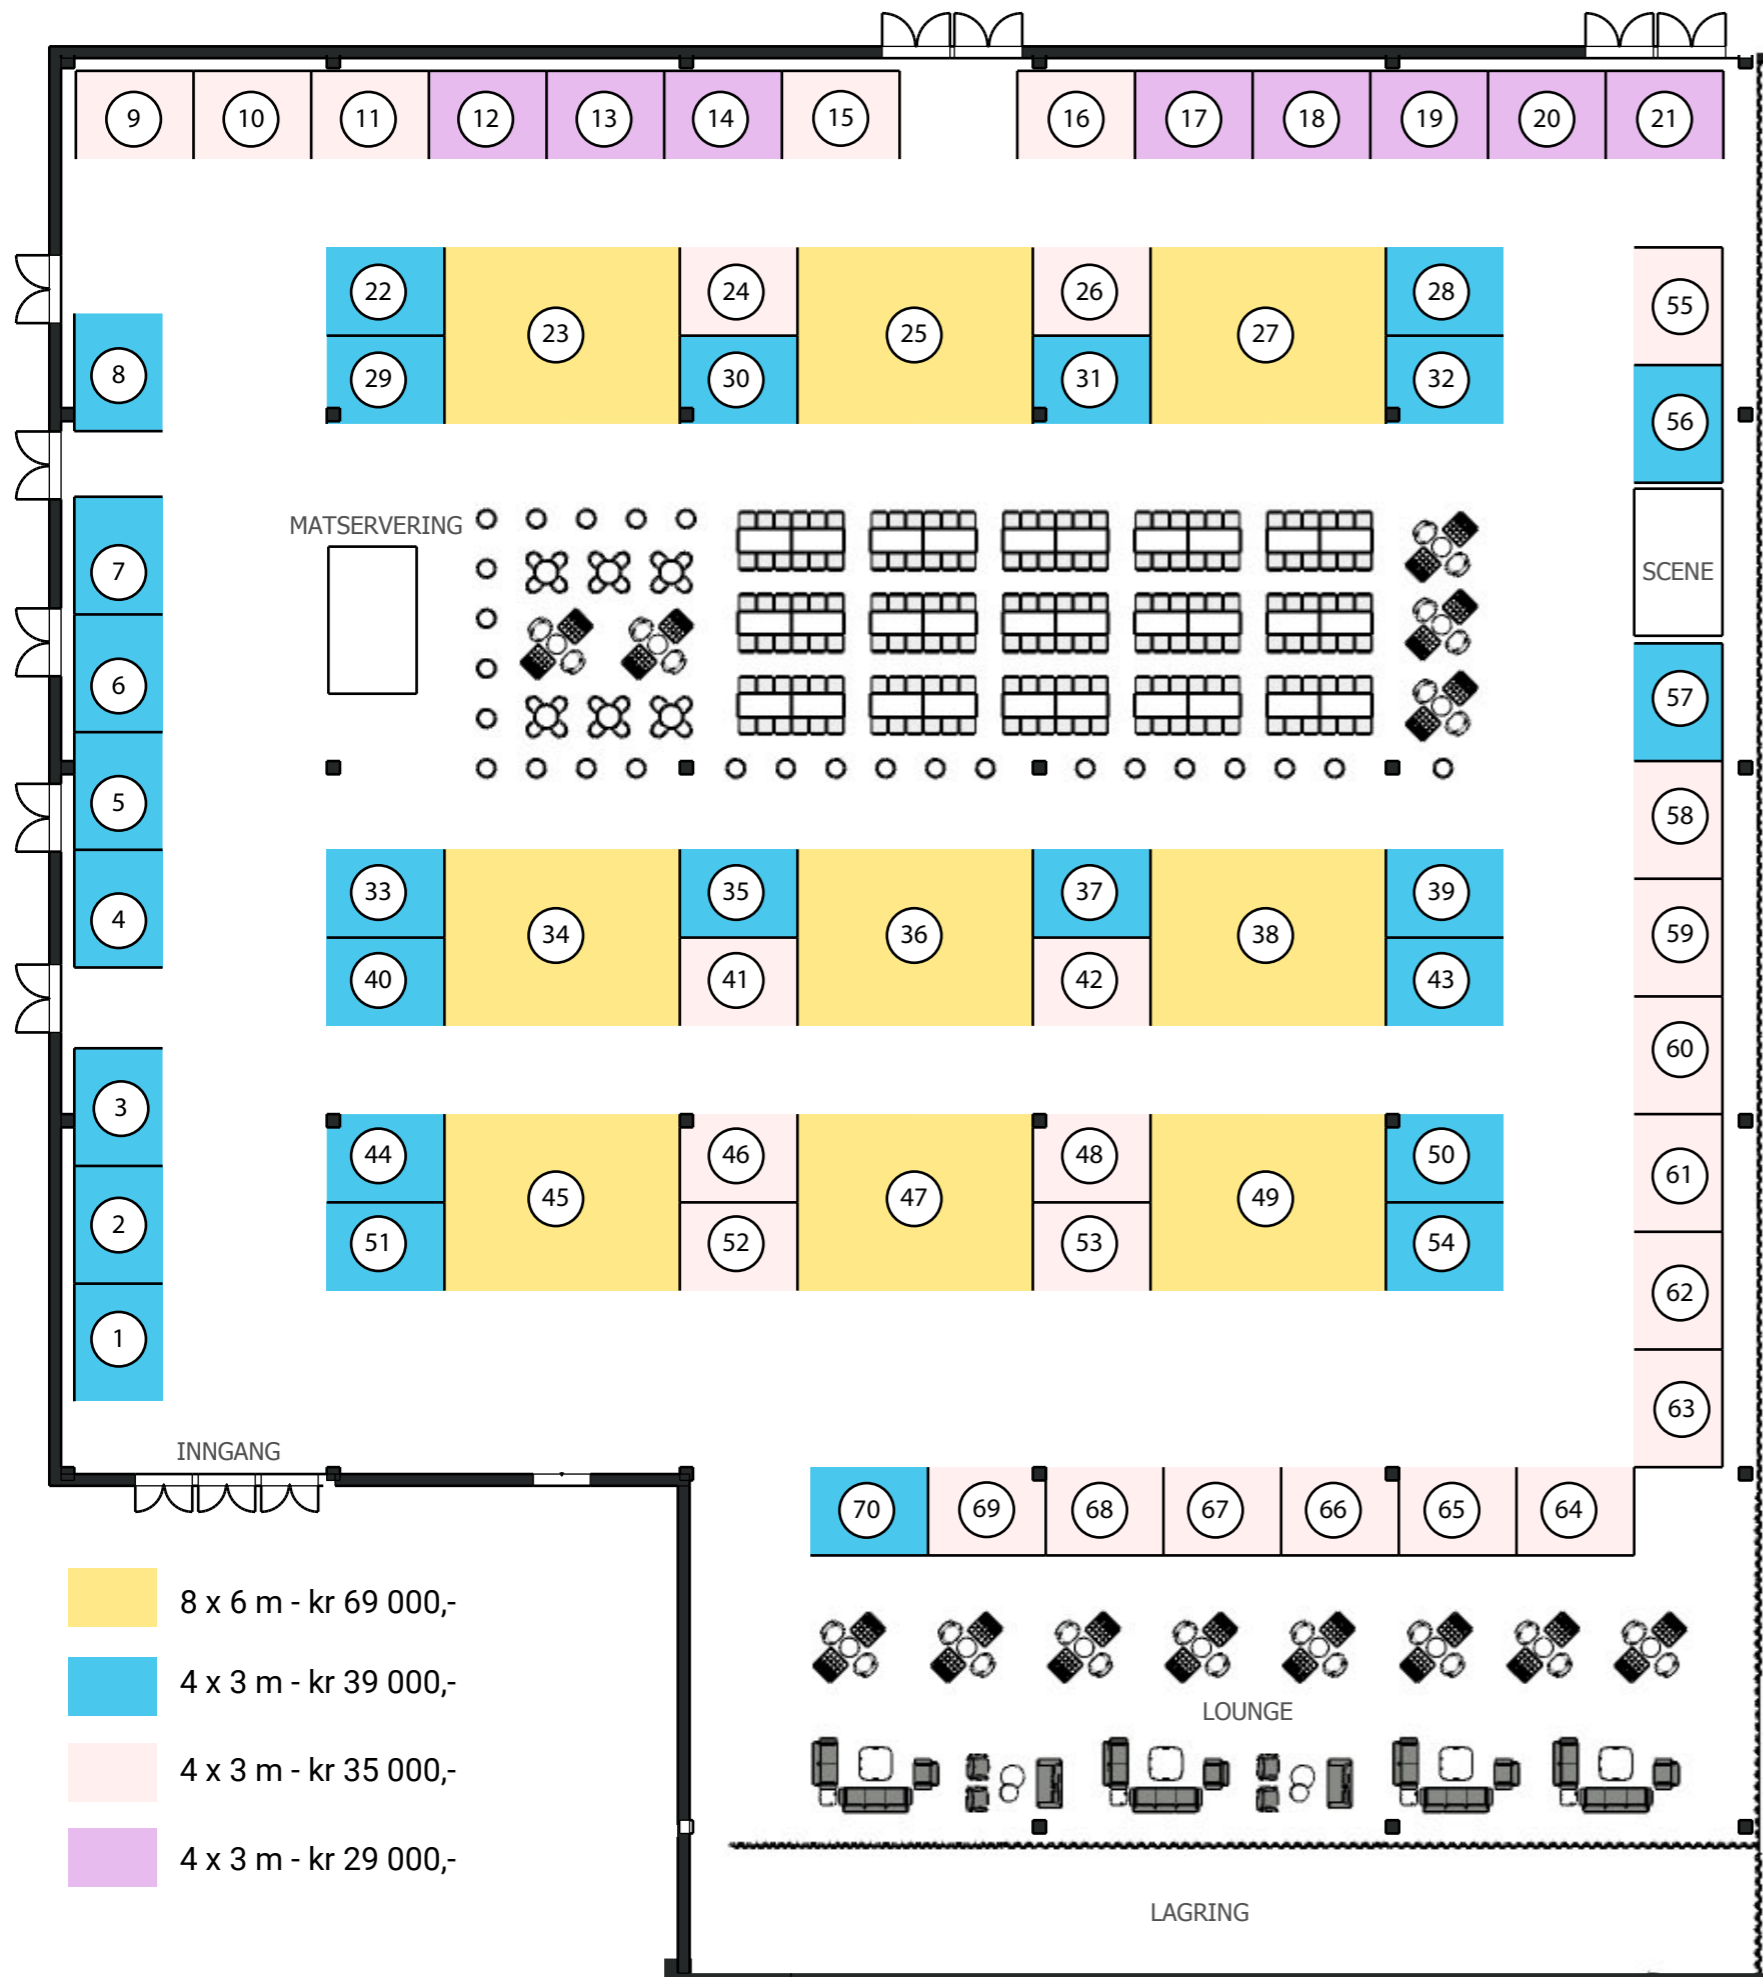 9 10 11 12 13 14 15 16 17 18 19 20 21
22 24 26 28
23 25 27 55
8 29 30 31 32
56
MATSERVERING
7 SCENE
6 57
5 58
4 33 35 37 39
34 36 38 59
40 41 42 43
60
3 44 46 48 50
61
2 45 47 49
51 52 53 54
62
1
63
INNGANG
70 69 68 67 66 65 64
8 x 6 m - kr 69 000,-
4 x 3 m - kr 39 000,-
LOUNGE
4 x 3 m - kr 35 000,-
4 x 3 m - kr 29 000,-
LAGRING